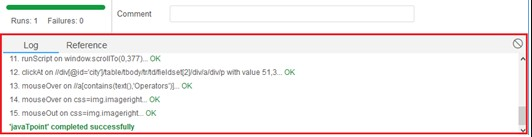 Runs: 1 Failures: 0
Comment
Log Reference
11. runScript on window.scrollTo(0,377)... OK
12. clickAt on //div[@id='city']/table/tbody/tr/td/fieldset[2]/div/a/div/p with value 51,3... OK
13. mouseOver on //a[contains(text(),'Operators')]... OK
14. mouseOver on css=img.imageright... OK
15. mouseOut on css=img.imageright... OK
'javaTpoint' completed successfully